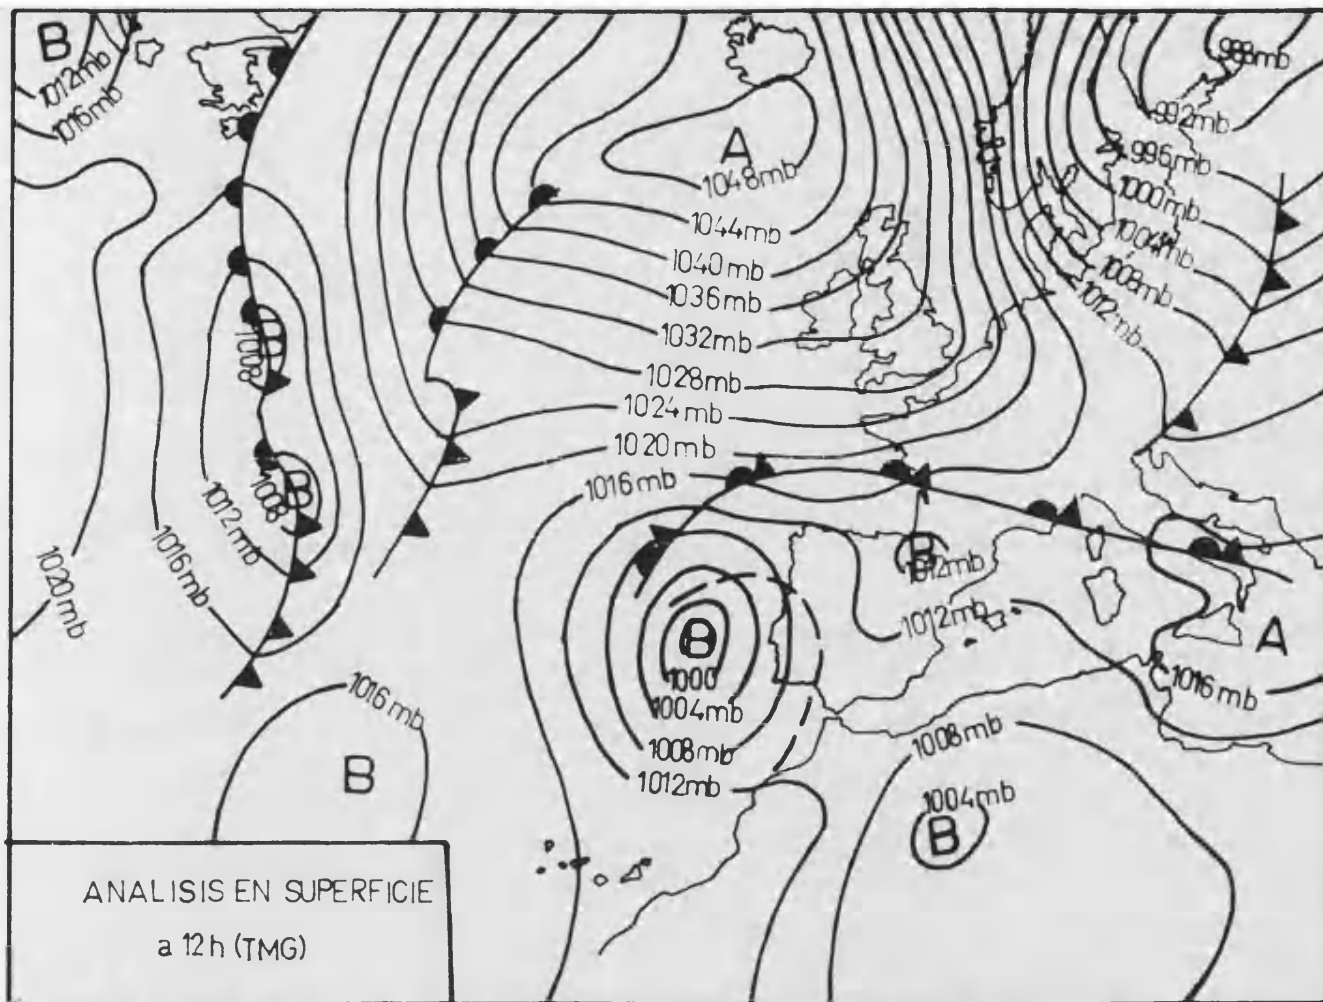 B
1012mb
1016mb
988mb
992mb
996mb
1000mb
1004mb
1008mb
1012mb
A
1048mb
1044mb
1040mb
1036mb
1032mb
1028mb
1024mb
1020mb
1016mb
B
1008
B
1008
1012mb
1016mb
1020mb
B
1012mb
1012mb
B
1000
1004mb
1008mb
1012mb
A
1016mb
1016mb
B
1008mb
1004mb
B
ANALISIS EN SUPERFICIE
a 12h (TMG)